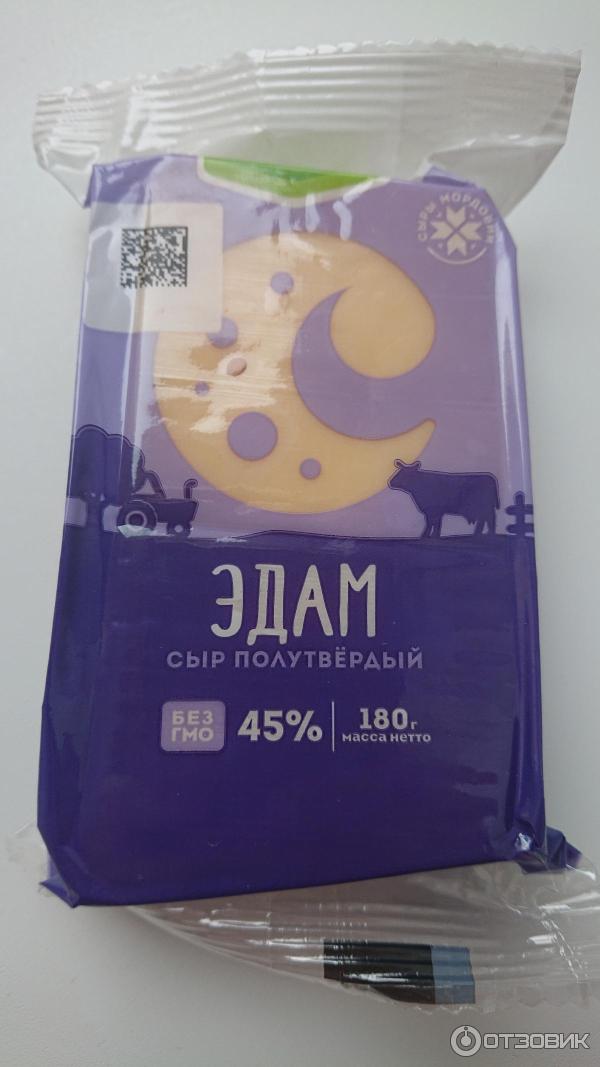 СЫРЫ МОРДОВИИ
ЭДАМ
СЫР ПОЛУТВЁРДЫЙ
БЕЗ
ГМО
45%
180г
масса нетто
ОТЗОВИК